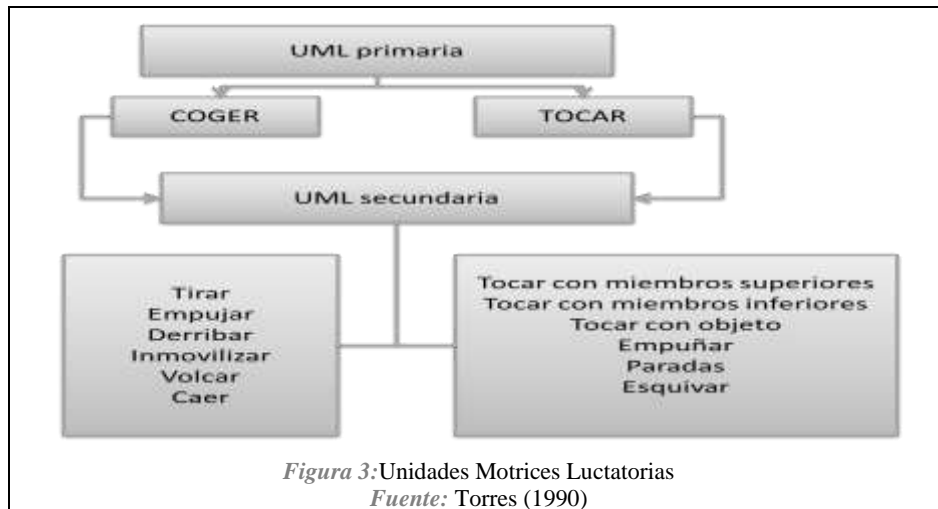 UML primaria
COGER
TOCAR
UML secundaria
Tirar
Empujar
Derribar
Inmovilizar
Volcar
Caer
Tocar con miembros superiores
Tocar con miembros inferiores
Tocar con objeto
Empuñar
Paradas
Esquivar
Figura 3:Unidades Motrices Luctatorias
Fuente: Torres (1990)